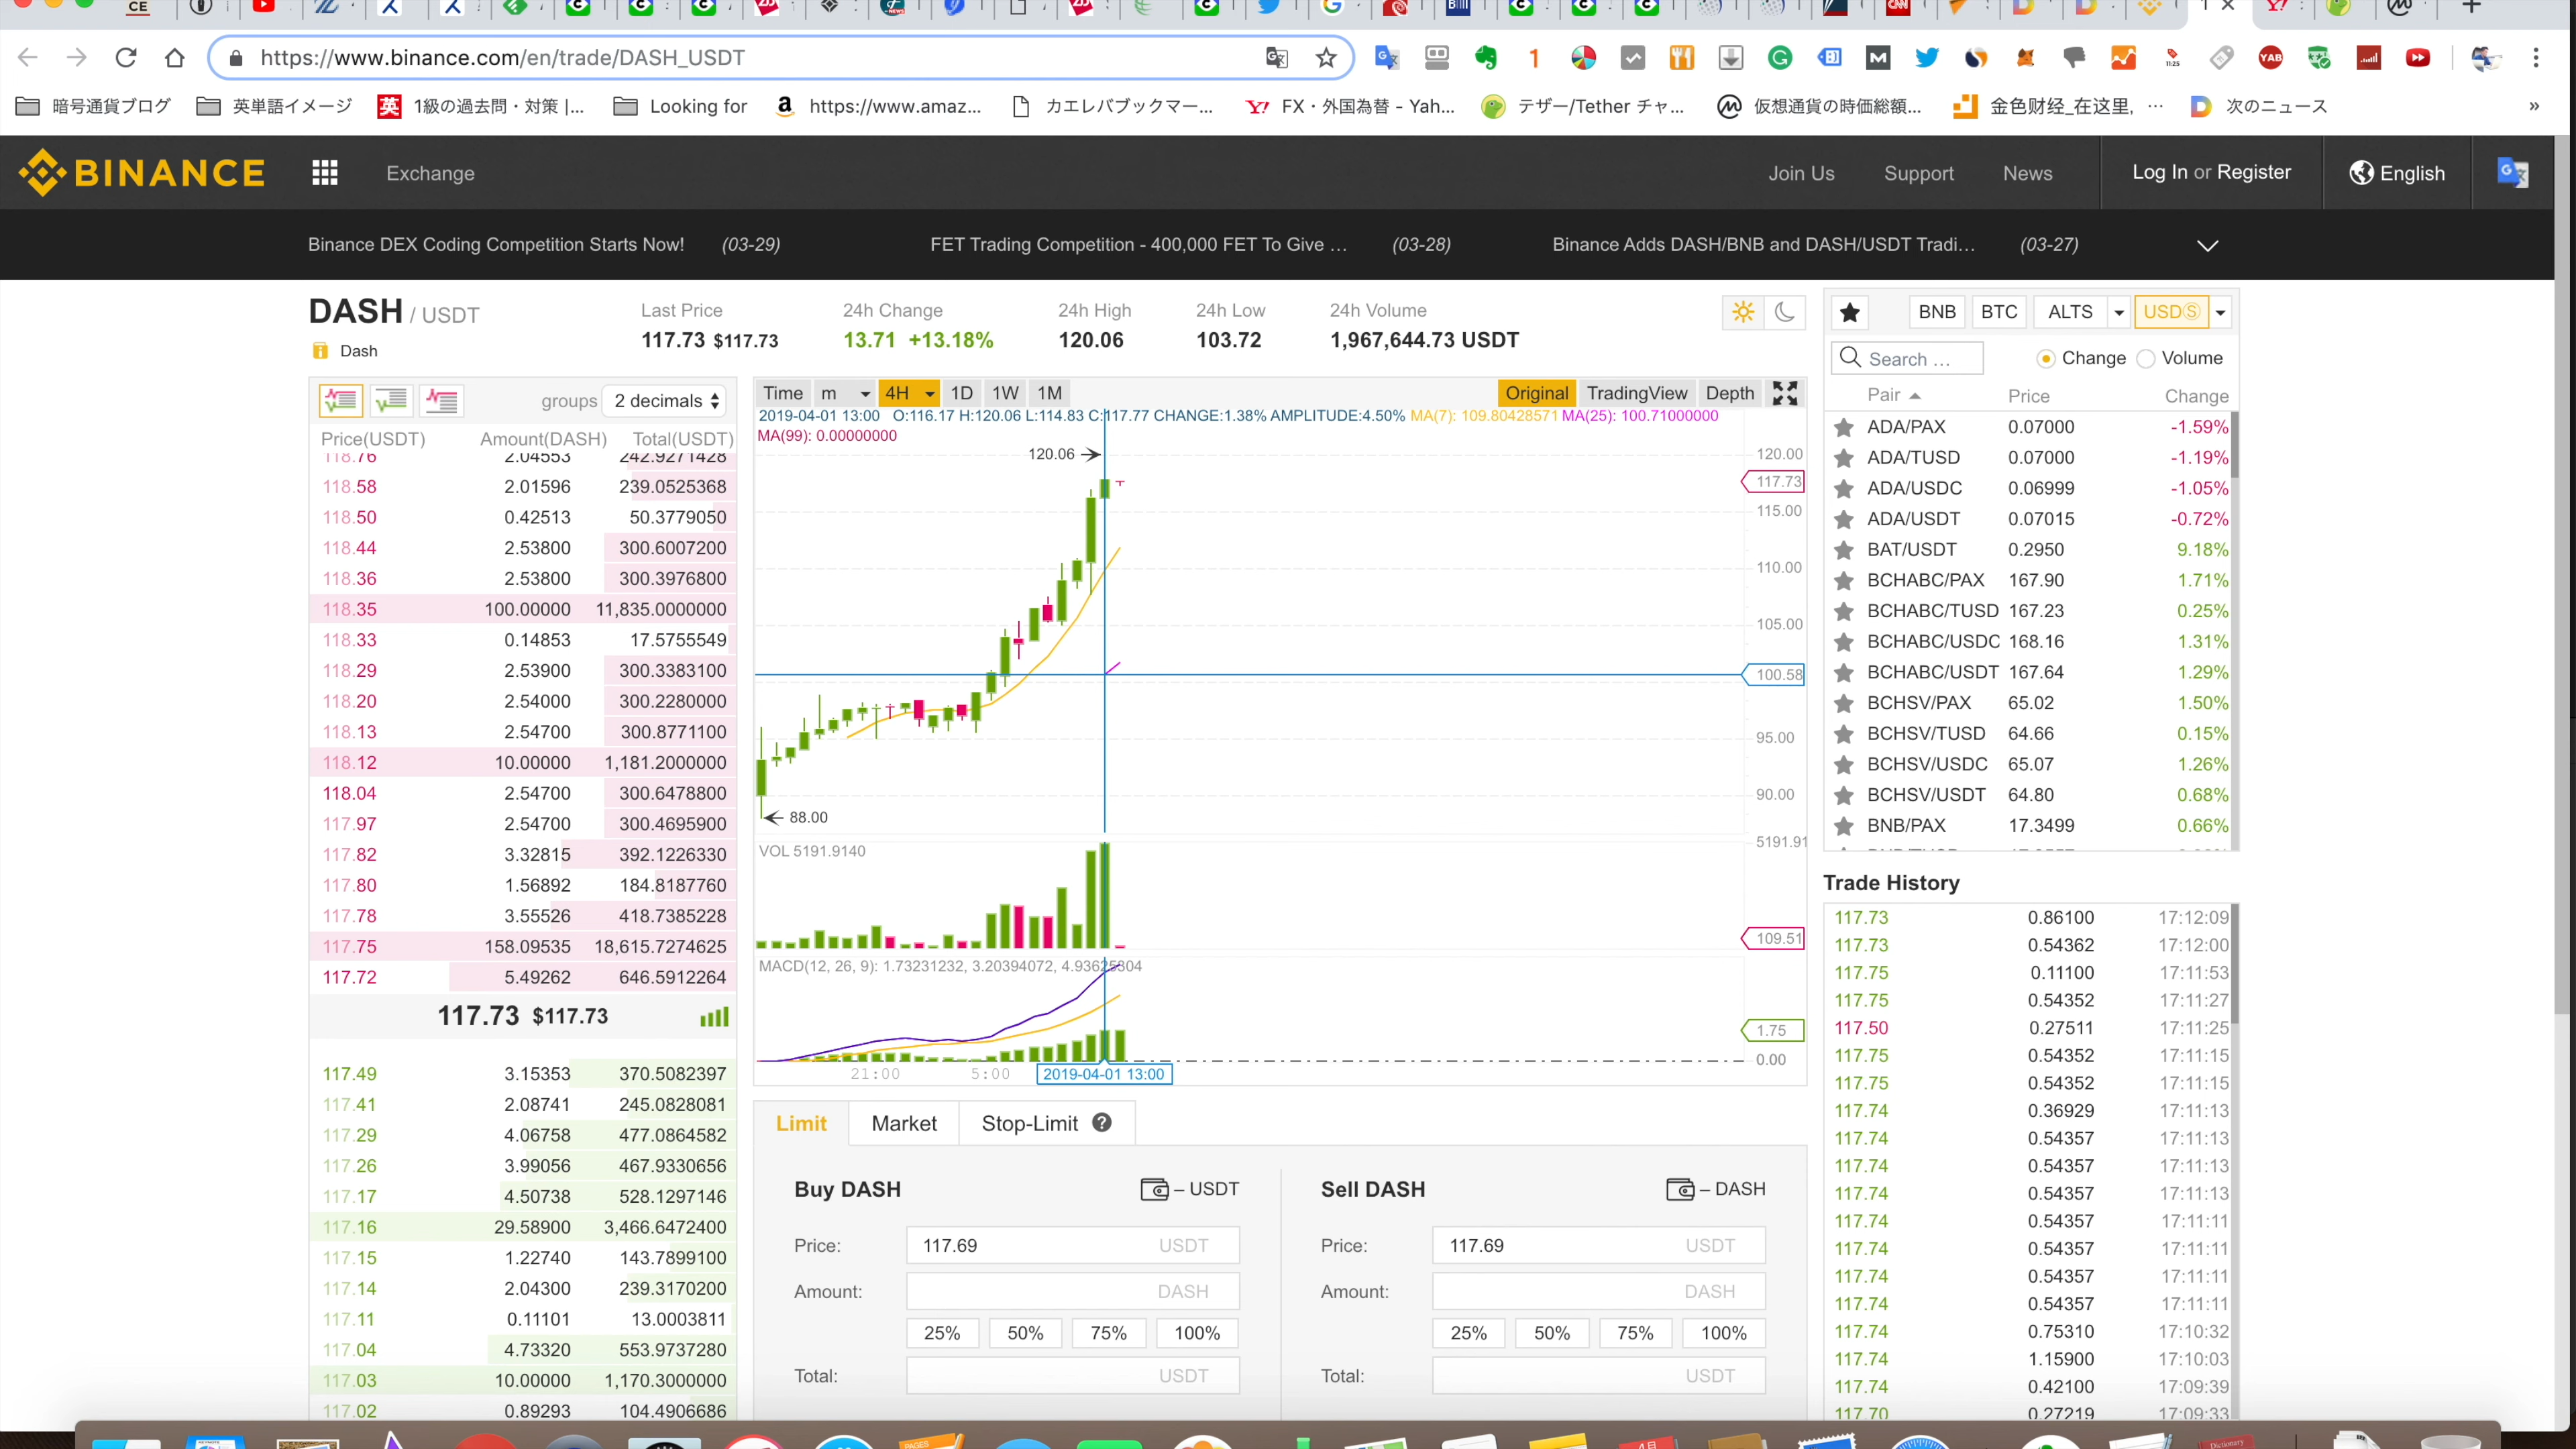 https://www.binance.com/en/trade/DASH_USDT
暗号通貨ブログ 英単語イメージ 1級の過去問・対策 |... Looking for https://www.amaz... カエレバブックマー... FX・外国為替 - Yah... テザー/Tether チャ... 仮想通貨の時価総額... 金色财经_在这里, ... 次のニュース »
BINANCE Exchange Join Us Support News Log In or Register English
Binance DEX Coding Competition Starts Now! (03-29) FET Trading Competition - 400,000 FET To Give ... (03-28) Binance Adds DASH/BNB and DASH/USDT Tradi... (03-27)
DASH / USDT
Dash
Last Price
117.73 $117.73
24h Change
13.71 +13.18%
24h High
120.06
24h Low
103.72
24h Volume
1,967,644.73 USDT
groups 2 decimals
Price(USDT) Amount(DASH) Total(USDT)
118.76 2.04553 242.9271428
118.58 2.01596 239.0525368
118.50 0.42513 50.3779050
118.44 2.53800 300.6007200
118.36 2.53800 300.3976800
118.35 100.00000 11,835.0000000
118.33 0.14853 17.5755549
118.29 2.53900 300.3383100
118.20 2.54000 300.2280000
118.13 2.54700 300.8771100
118.12 10.00000 1,181.2000000
118.04 2.54700 300.6478800
117.97 2.54700 300.4695900
117.82 3.32815 392.1226330
117.80 1.56892 184.8187760
117.78 3.55526 418.7385228
117.75 158.09535 18,615.7274625
117.72 5.49262 646.5912264
117.73 $117.73
117.49 3.15353 370.5082397
117.41 2.08741 245.0828081
117.29 4.06758 477.0864582
117.26 3.99056 467.9330656
117.17 4.50738 528.1297146
117.16 29.58900 3,466.6472400
117.15 1.22740 143.7899100
117.14 2.04300 239.3170200
117.11 0.11101 13.0003811
117.04 4.73320 553.9737280
117.03 10.00000 1,170.3000000
117.02 0.89293 104.4906686
Time m 4H 1D 1W 1M Original TradingView Depth
2019-04-01 13:00 O:116.17 H:120.06 L:114.83 C:117.77 CHANGE:1.38% AMPLITUDE:4.50% MA(7): 109.80428571 MA(25): 100.71000000
MA(99): 0.00000000
120.06
120.00
117.73
115.00
110.00
105.00
100.58
95.00
90.00
88.00
VOL 5191.9140
5191.91
109.51
MACD(12, 26, 9): 1.73231232, 3.20394072, 4.93625304
1.75
0.00
21:00 5:00 2019-04-01 13:00
Limit Market Stop-Limit ?
Buy DASH – USDT
Price: 117.69 USDT
Amount: DASH
25% 50% 75% 100%
Total: USDT
Sell DASH – DASH
Price: 117.69 USDT
Amount: DASH
25% 50% 75% 100%
Total: USDT
BNB BTC ALTS USDⓈ
Search ... Change Volume
Pair Price Change
ADA/PAX 0.07000 -1.59%
ADA/TUSD 0.07000 -1.19%
ADA/USDC 0.06999 -1.05%
ADA/USDT 0.07015 -0.72%
BAT/USDT 0.2950 9.18%
BCHABC/PAX 167.90 1.71%
BCHABC/TUSD 167.23 0.25%
BCHABC/USDC 168.16 1.31%
BCHABC/USDT 167.64 1.29%
BCHSV/PAX 65.02 1.50%
BCHSV/TUSD 64.66 0.15%
BCHSV/USDC 65.07 1.26%
BCHSV/USDT 64.80 0.68%
BNB/PAX 17.3499 0.66%
Trade History
117.73 0.86100 17:12:09
117.73 0.54362 17:12:00
117.75 0.11100 17:11:53
117.75 0.54352 17:11:27
117.50 0.27511 17:11:25
117.75 0.54352 17:11:15
117.75 0.54352 17:11:15
117.74 0.36929 17:11:13
117.74 0.54357 17:11:13
117.74 0.54357 17:11:13
117.74 0.54357 17:11:13
117.74 0.54357 17:11:11
117.74 0.54357 17:11:11
117.74 0.54357 17:11:11
117.74 0.54357 17:11:11
117.74 0.75310 17:10:32
117.74 1.15900 17:10:03
117.74 0.42100 17:09:39
117.70 0.27219 17:09:33